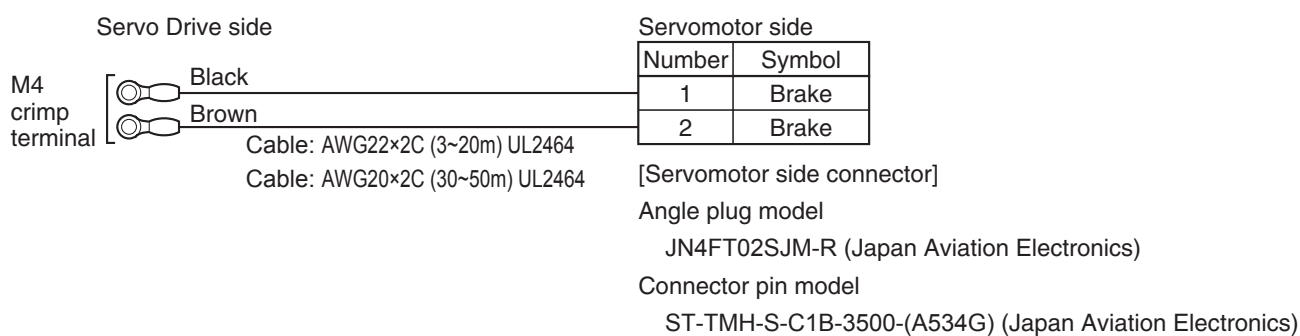 Servo Drive side
Servomotor side
Number Symbol
M4
crimp
terminal
Black
1 Brake
Brown
2 Brake
Cable: AWG22×2C (3~20m) UL2464
Cable: AWG20×2C (30~50m) UL2464
[Servomotor side connector]
Angle plug model
JN4FT02SJM-R (Japan Aviation Electronics)
Connector pin model
ST-TMH-S-C1B-3500-(A534G) (Japan Aviation Electronics)